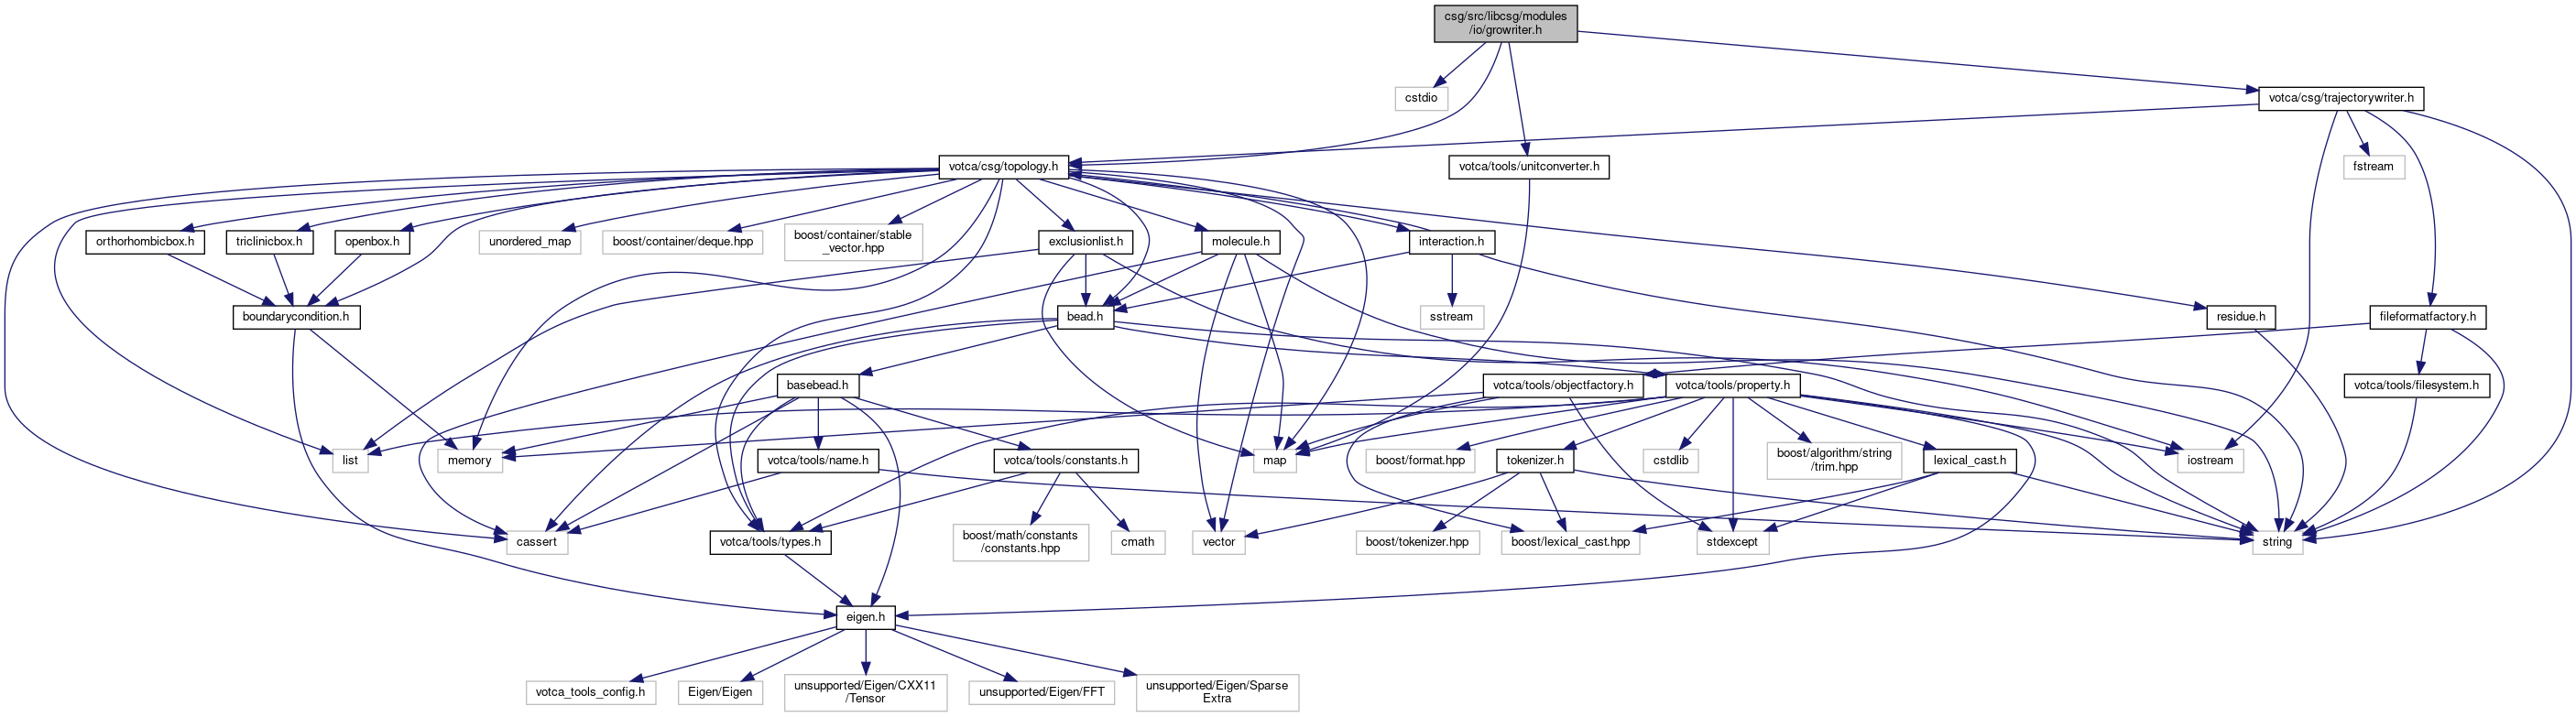 csg/src/libcsg/modules
/io/growriter.h
cstdio
votca/csg/trajectorywriter.h
votca/csg/topology.h
votca/tools/unitconverter.h
fstream
orthorhombicbox.h
triclinicbox.h
openbox.h
unordered_map
boost/container/deque.hpp
boost/container/stable
_vector.hpp
exclusionlist.h
molecule.h
interaction.h
boundarycondition.h
bead.h
sstream
residue.h
fileformatfactory.h
basebead.h
votca/tools/objectfactory.h
votca/tools/property.h
votca/tools/filesystem.h
list
memory
votca/tools/name.h
votca/tools/constants.h
map
boost/format.hpp
tokenizer.h
cstdlib
boost/algorithm/string
/trim.hpp
lexical_cast.h
iostream
cassert
votca/tools/types.h
boost/math/constants
/constants.hpp
cmath
vector
boost/tokenizer.hpp
boost/lexical_cast.hpp
stdexcept
string
eigen.h
votca_tools_config.h
Eigen/Eigen
unsupported/Eigen/CXX11
/Tensor
unsupported/Eigen/FFT
unsupported/Eigen/Sparse
Extra